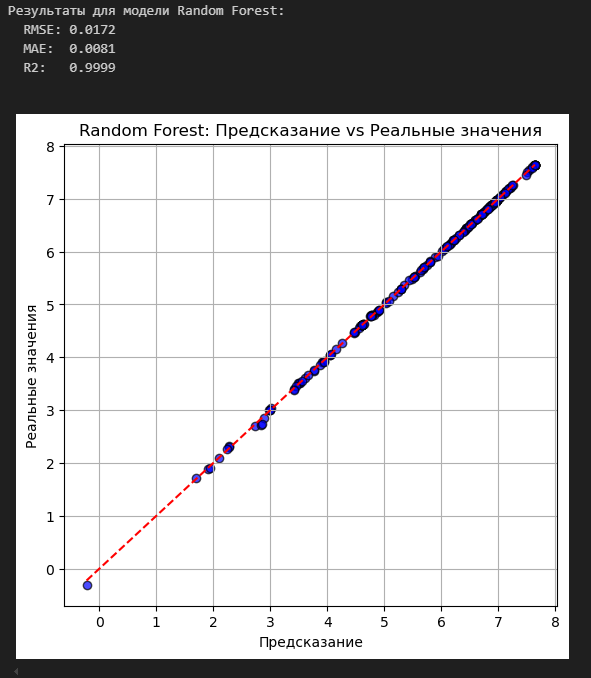 Результаты для модели Random Forest:
RMSE: 0.0172
MAE: 0.0081
R2: 0.9999
Random Forest: Предсказание vs Реальные значения
8
7
6
5
4
3
2
1
0
Реальные значения
0 1 2 3 4 5 6 7 8
Предсказание